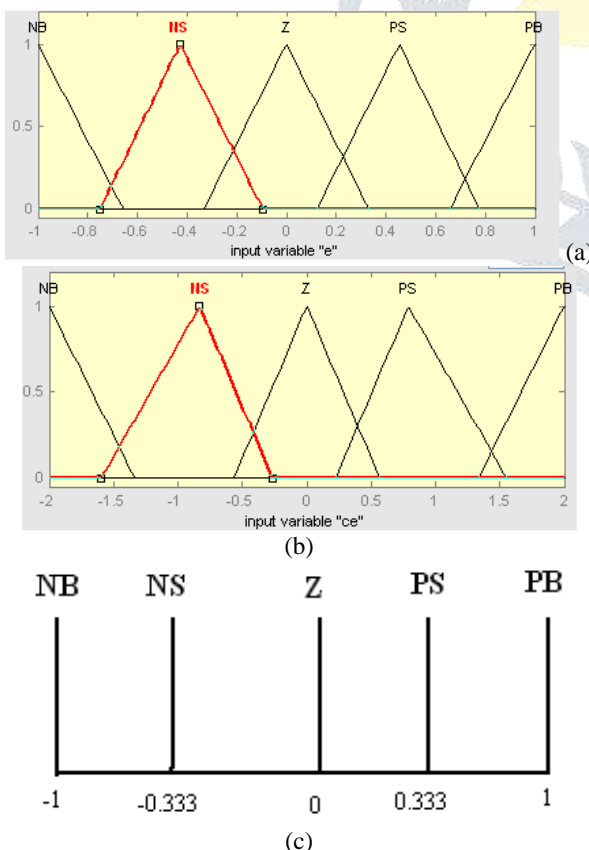 NB NS Z PS PB
1
0.5
0
-1 -0.8 -0.6 -0.4 -0.2 0 0.2 0.4 0.6 0.8 1
input variable "e"
(a)
NB NS Z PS PB
1
0.5
0
-2 -1.5 -1 -0.5 0 0.5 1 1.5 2
input variable "ce"
(b)
NB NS Z PS PB
-1 -0.333 0 0.333 1
(c)